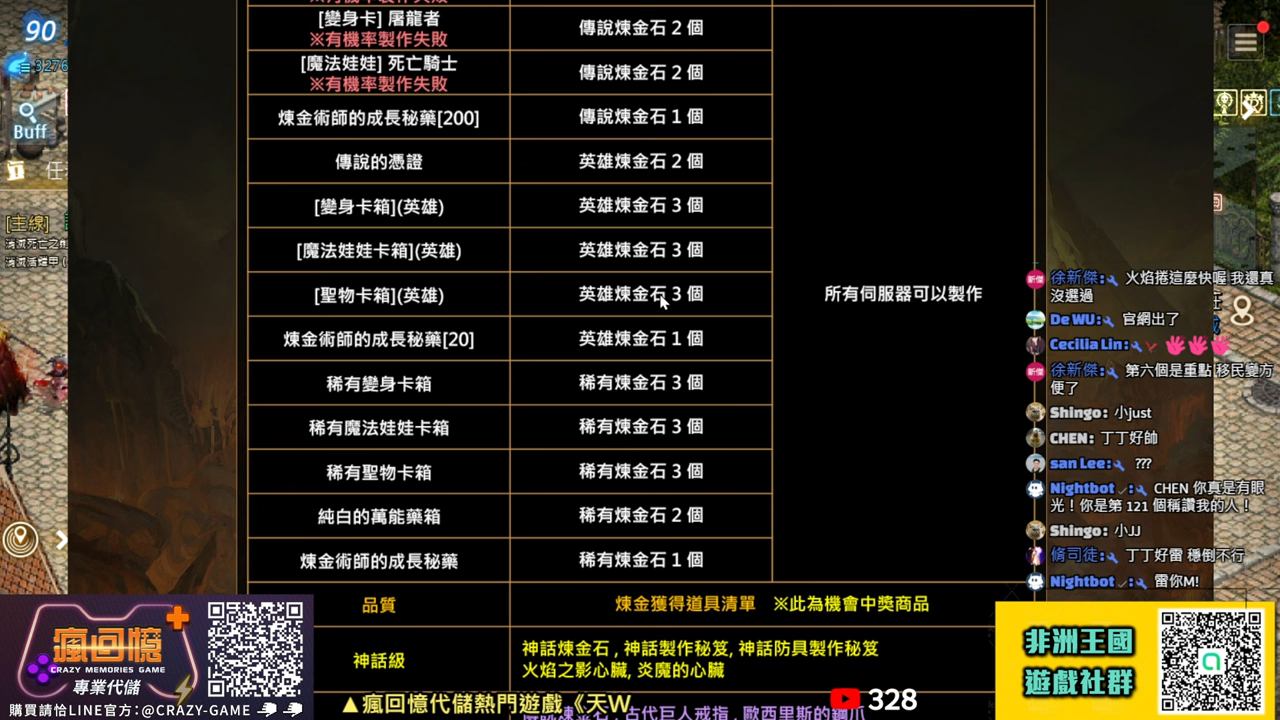 90
3276
Buff
任
[主線]
[變身卡] 屠龍者
※有機率製作失敗
傳說煉金石 2 個
[魔法娃娃] 死亡騎士
※有機率製作失敗
傳說煉金石 2 個
煉金術師的成長秘藥[200]
傳說煉金石 1 個
傳說的憑證
英雄煉金石 2 個
[變身卡箱](英雄)
英雄煉金石 3 個
[魔法娃娃卡箱](英雄)
英雄煉金石 3 個
[聖物卡箱](英雄)
英雄煉金石 3 個
煉金術師的成長秘藥[20]
英雄煉金石 1 個
稀有變身卡箱
稀有煉金石 3 個
稀有魔法娃娃卡箱
稀有煉金石 3 個
稀有聖物卡箱
稀有煉金石 3 個
純白的萬能藥箱
稀有煉金石 2 個
煉金術師的成長秘藥
稀有煉金石 1 個
所有伺服器可以製作
品質
煉金獲得道具清單 ※此為機會中獎商品
神話級
神話煉金石 , 神話製作秘笈, 神話防具製作秘笈
火焰之影心臟, 炎魔的心臟
徐新傑: 火焰捲這麼快喔 我還真
沒選過
De WU: 官網出了
Cecilia Lin:
徐新傑: 第六個是重點 移民變方
便了
Shingo: 小just
CHEN: 丁丁好帥
san Lee: ???
Nightbot: CHEN 你真是有眼
光！你是第 121 個稱讚我的人！
Shingo: 小JJ
脩司徒: 丁丁好雷 穩倒不行
Nightbot: 雷你M!
瘋回憶
CRAZY MEMORIES GAME
專業代儲
購買請恰LINE官方:@CRAZY-GAME
▲瘋回憶代儲熱門遊戲《天W
328
非洲王國
遊戲社群